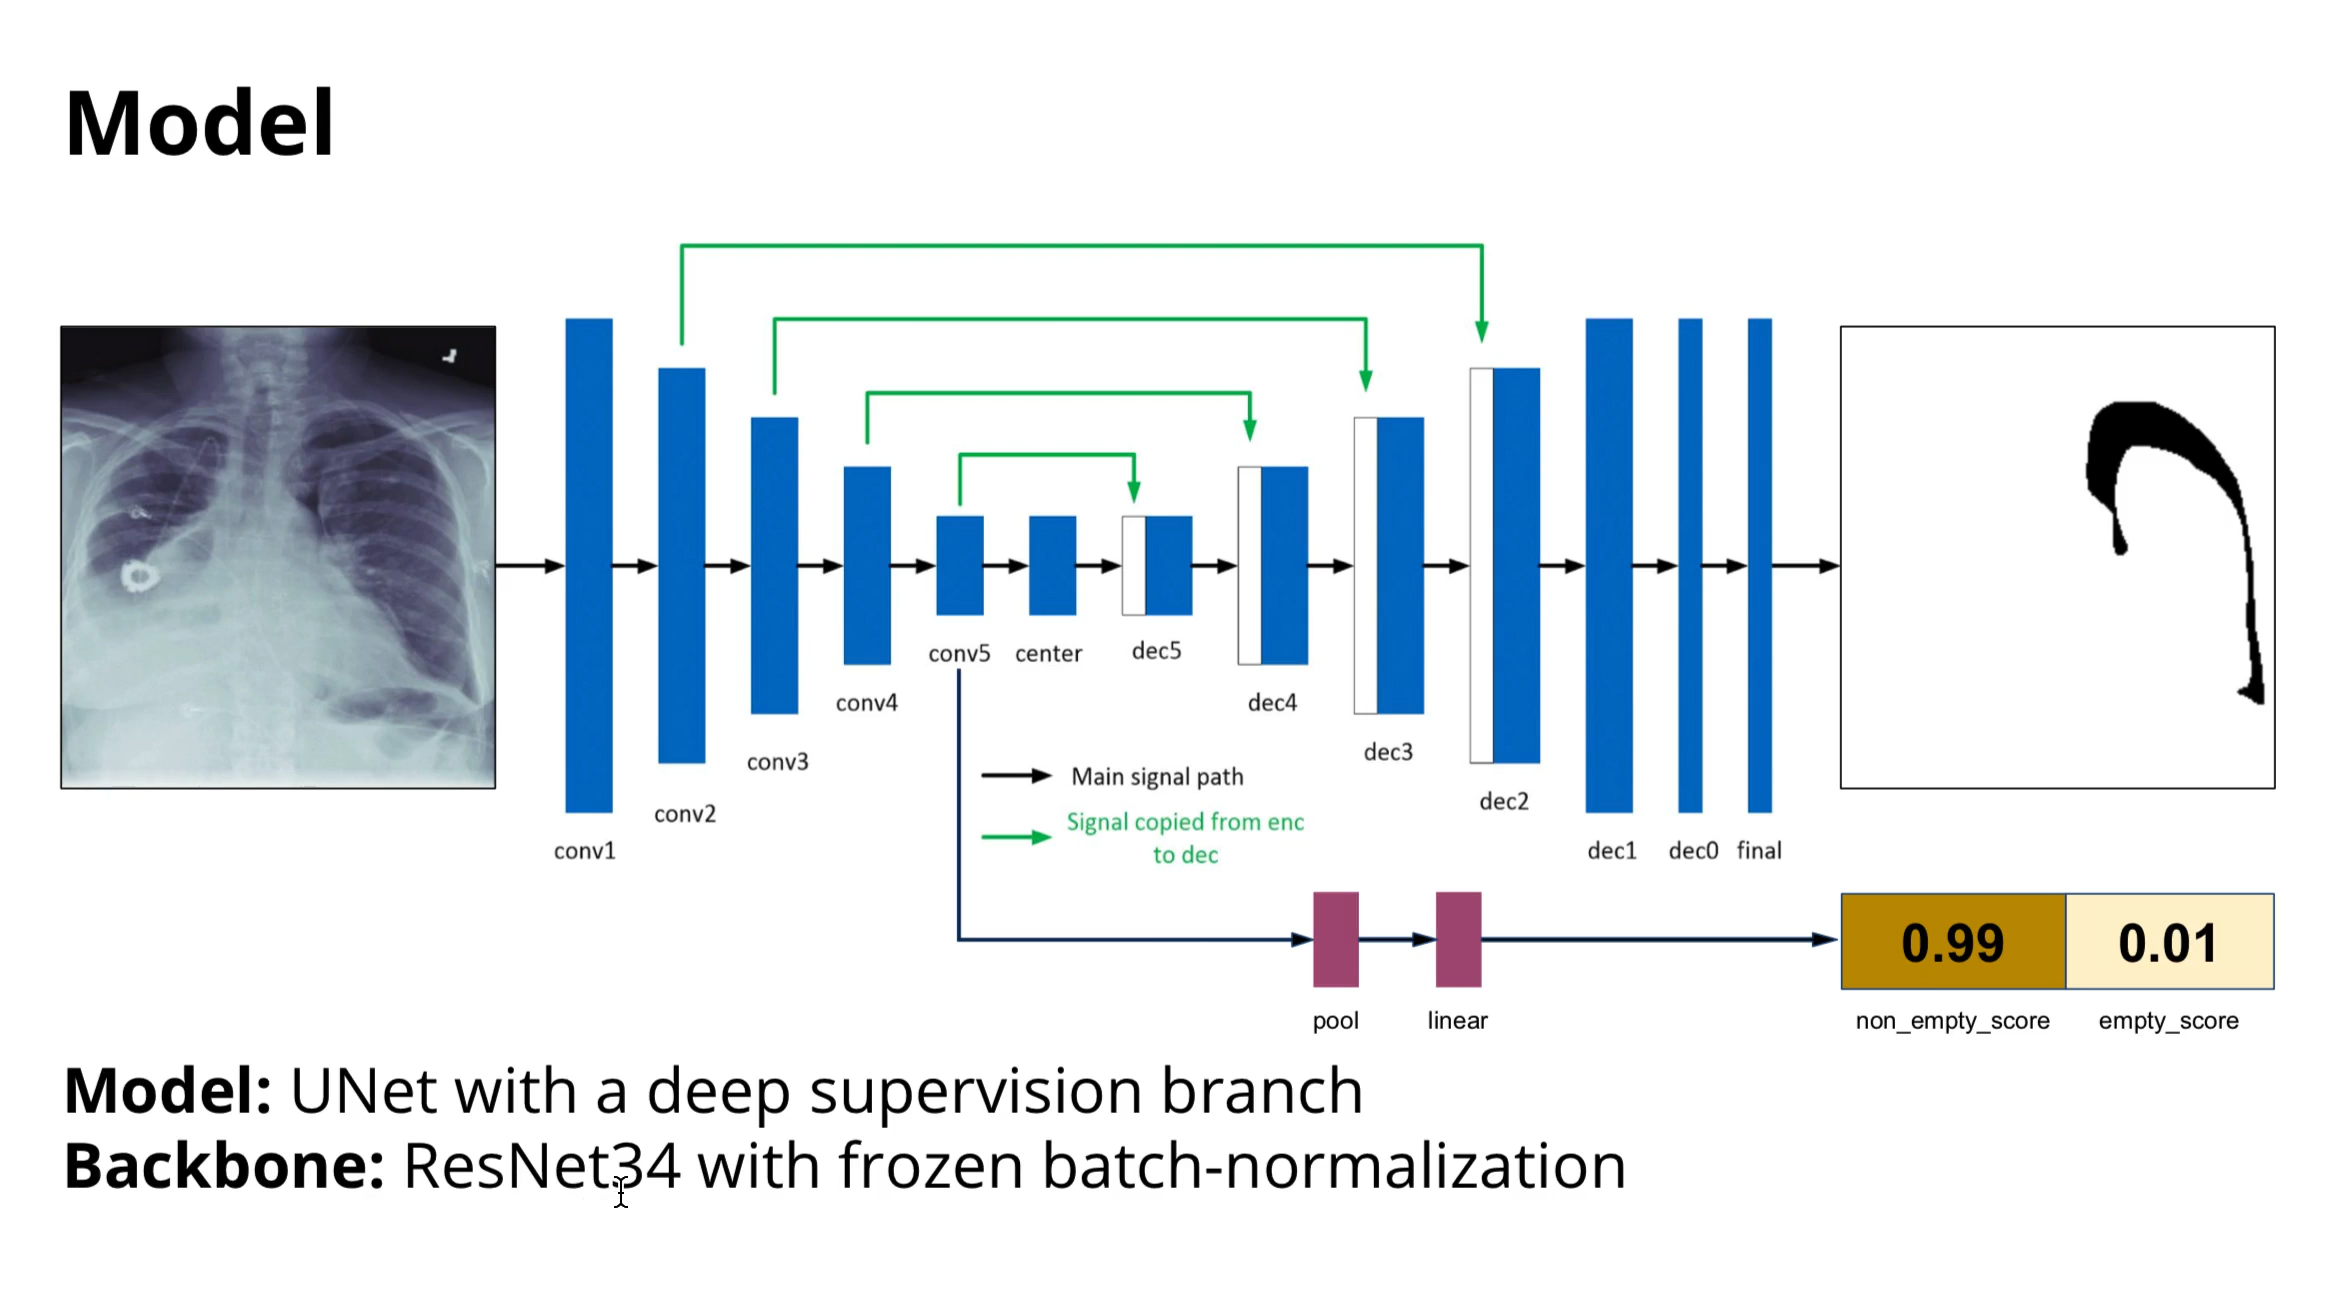 Model
conv1
conv2
conv3
conv4
conv5
center
dec5
dec4
dec3
dec2
dec1
dec0
final
Main signal path
Signal copied from enc
to dec
pool
linear
0.99
0.01
non_empty_score
empty_score
Model: UNet with a deep supervision branch
Backbone: ResNet34 with frozen batch-normalization